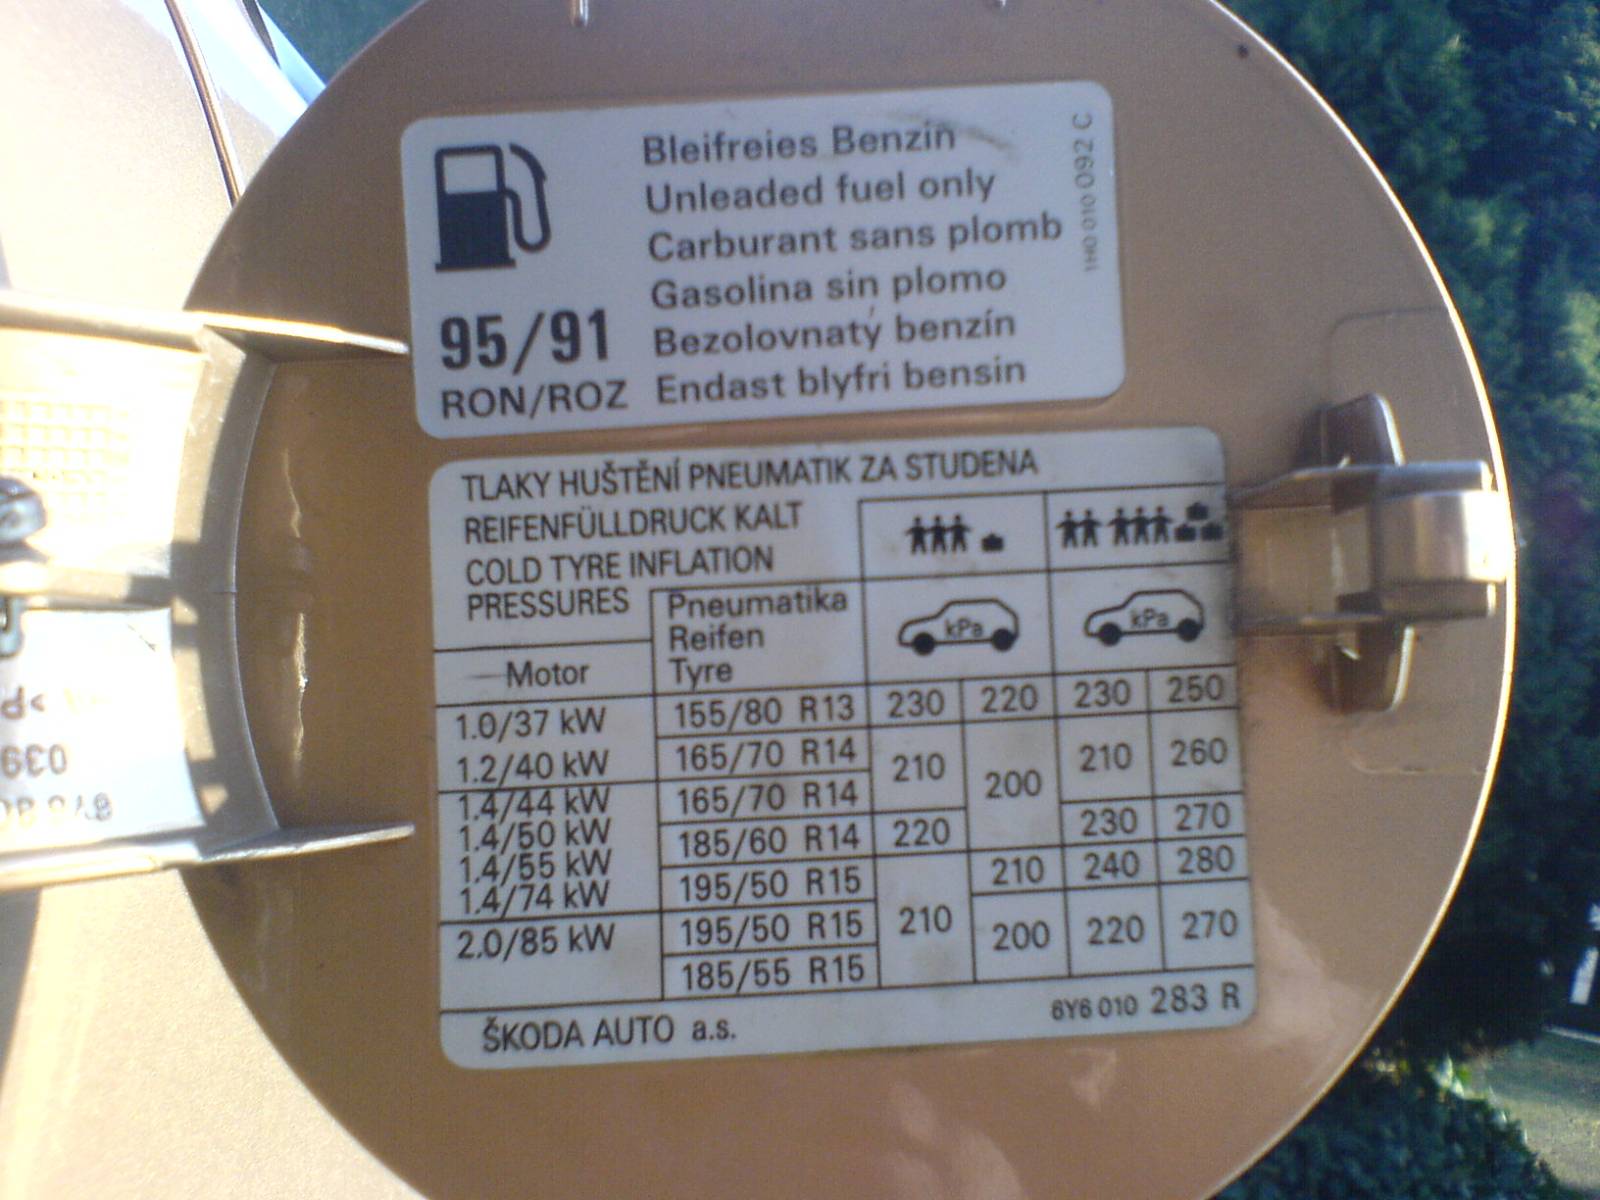 Bleifreies Benzin
Unleaded fuel only
Carburant sans plomb
Gasolina sin plomo
Bezolovnatý benzín
Endast blyfri bensin
95/91
RON/ROZ
1H0 010 092 C
TLAKY HUŠTĚNÍ PNEUMATIK ZA STUDENA
REIFENFÜLLDRUCK KALT
COLD TYRE INFLATION
PRESSURES
Pneumatika
Reifen
Tyre
kPa kPa
Motor
1.0/37 kW 155/80 R13 230 220 230 250
1.2/40 kW 165/70 R14 210 200 210 260
1.4/44 kW 165/70 R14
1.4/50 kW 185/60 R14 220 230 270
1.4/55 kW 195/50 R15 210 210 240 280
1.4/74 kW
2.0/85 kW 195/50 R15 200 220 270
185/55 R15
ŠKODA AUTO a.s. 6Y6 010 283 R